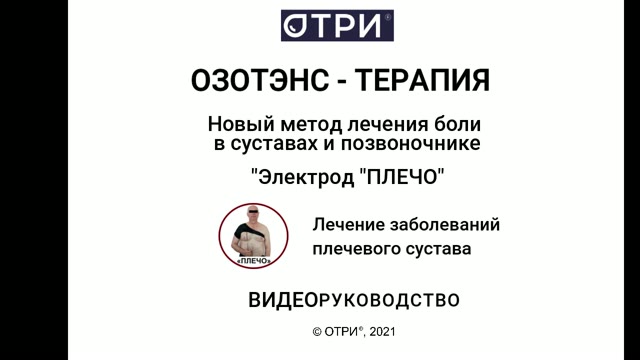 ОТРИ®
ОЗОТЭНС - ТЕРАПИЯ
Новый метод лечения боли
в суставах и позвоночнике
"Электрод "ПЛЕЧО"
Лечение заболеваний
плечевого сустава
«ПЛЕЧО»
ВИДЕОРУКОВОДСТВО
© ОТРИ®, 2021